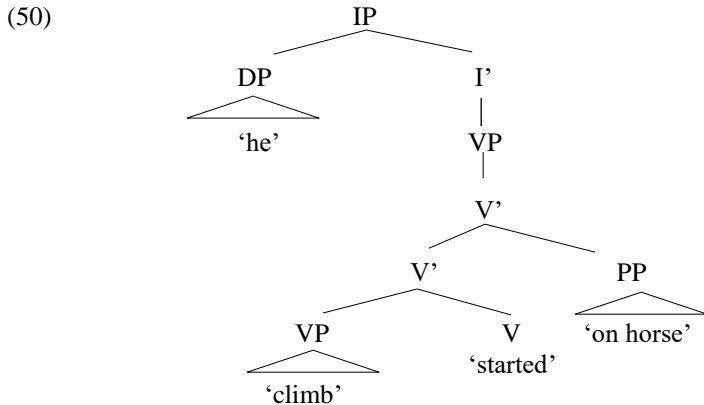 (50) IP
DP I’
‘he’
VP
V’
V’ PP
VP V ‘on horse’
‘started’
‘climb’